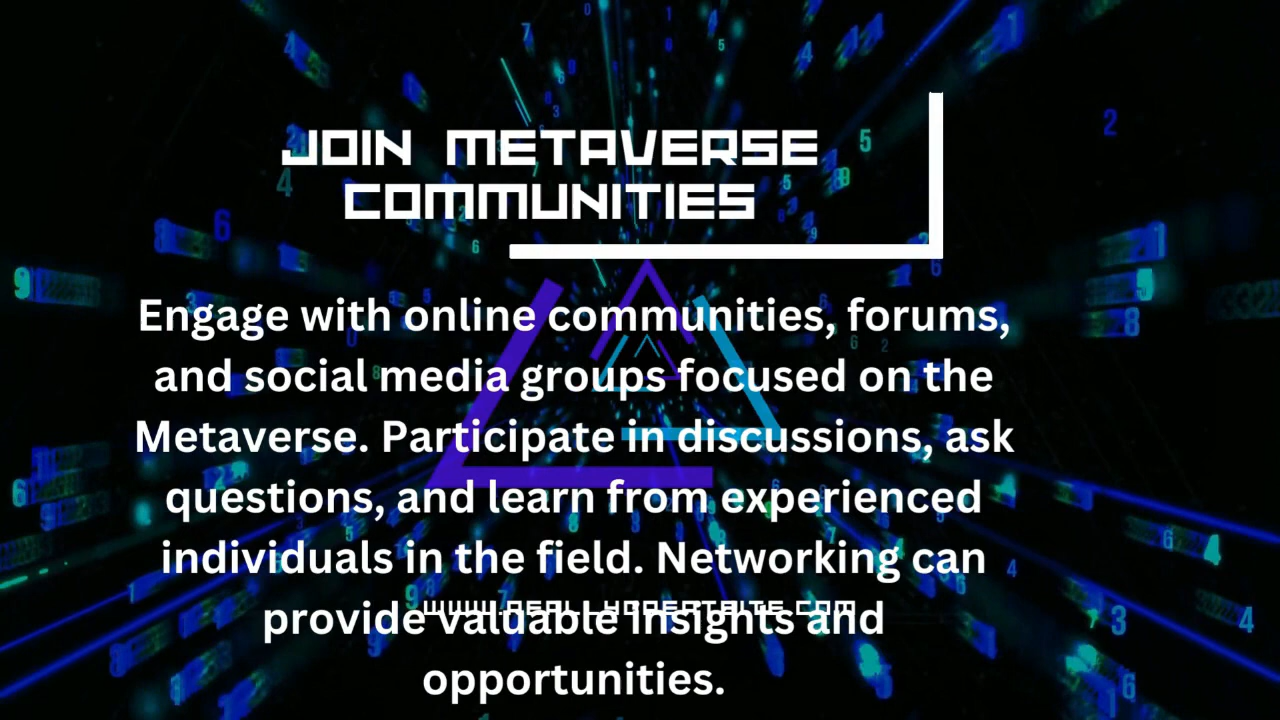 JOIN METAVERSE
COMMUNITIES
Engage with online communities, forums,
and social media groups focused on the
Metaverse. Participate in discussions, ask
questions, and learn from experienced
individuals in the field. Networking can
provide valuable insights and
opportunities.